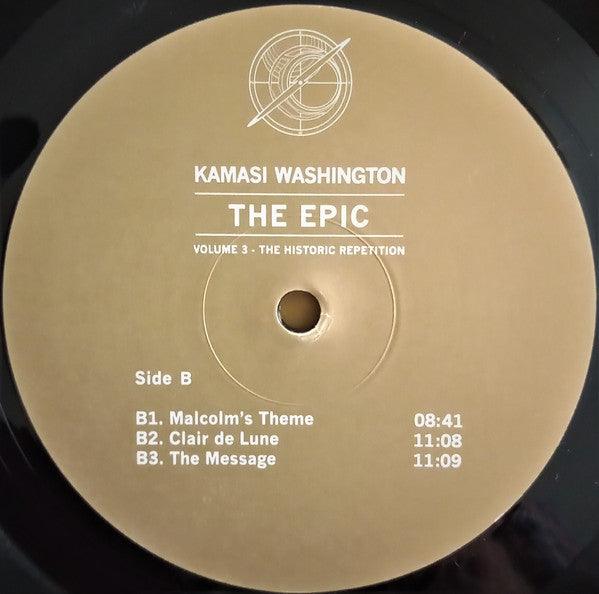 KAMASI WASHINGTON
THE EPIC
VOLUME 3 - THE HISTORIC REPETITION
Side B
B1. Malcolm's Theme 08:41
B2. Clair de Lune 11:08
B3. The Message 11:09